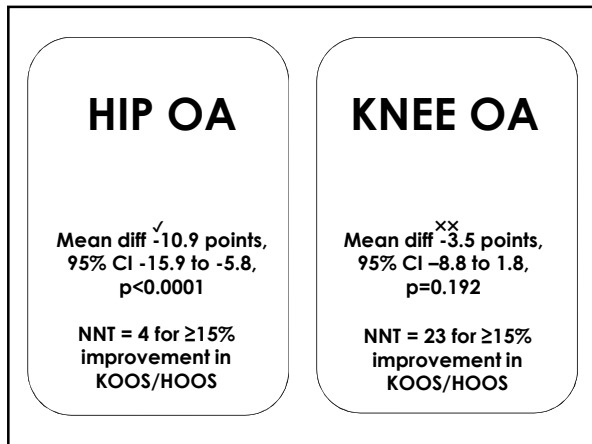 HIP OA
✓
Mean diff -10.9 points,
95% CI -15.9 to -5.8,
p<0.0001
NNT = 4 for ≥15%
improvement in
KOOS/HOOS
KNEE OA
××
Mean diff -3.5 points,
95% CI –8.8 to 1.8,
p=0.192
NNT = 23 for ≥15%
improvement in
KOOS/HOOS